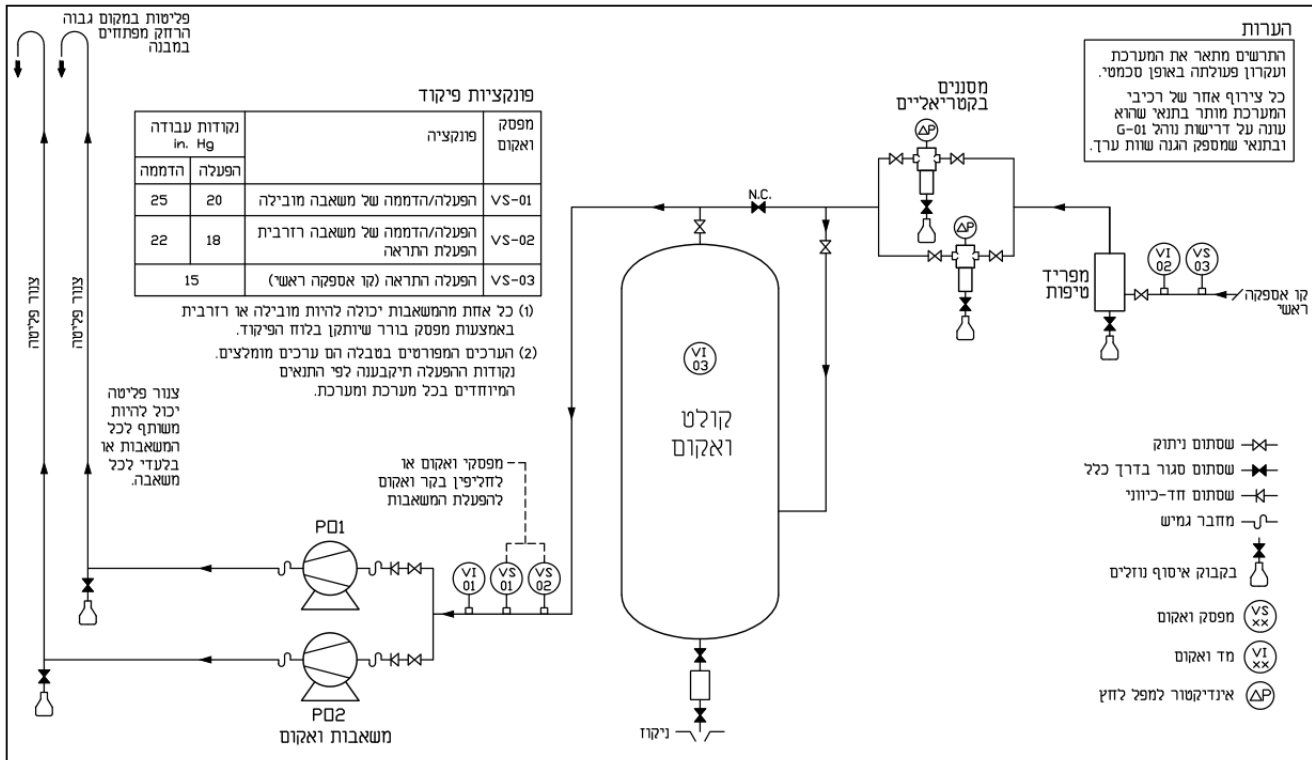 הערות
התרשים מתאר את המערכת
ועקרון פעולתה באופן סכמטי.
כל צירוף אחר של רכיבי
המערכת מותר בתנאי שהוא
עונה על דרישות נוהל G-01
ובתנאי שמספק הגנה שוות ערך.
פליטות במקום גבוה
הרחק מפתחים
במבנה
פונקציות פיקוד
מפסק ואקום
פונקציה
נקודות עבודה
in. Hg
הפעלה
הדממה
VS-01 הפעלה/הדממה של משאבה מובילה 20 25
VS-02 הפעלה/הדממה של משאבה רזרבית 18 22
הפעלת התראה
VS-03 הפעלה התראה (קו אספקה ראשי) 15
(1) כל אחת מהמשאבות יכולה להיות מובילה או רזרבית
באמצעות מפסק בורר שיותקן בלוח הפיקוד.
(2) הערכים המפורטים בטבלה הם ערכים מומלצים.
נקודות ההפעלה תיקבענה לפי התנאים
המיוחדים בכל מערכת ומערכת.
מסננים
בקטריאליים
ΔP
ΔP
N.C.
מפריד
טיפות
VI
02
VS
03
קו אספקה
ראשי
VI
03
קולט
ואקום
צנור פליטה
צנור פליטה
צנור פליטה
יכול להיות
משותף לכל
המשאבות או
בלעדי לכל
משאבה.
מפסקי ואקום או
לחליפין בקר ואקום
להפעלת המשאבות
VI
01
VS
01
VS
02
P01
P02
משאבות ואקום
ניקוז
שסתום ניתוק
שסתום סגור בדרך כלל
שסתום חד-כיווני
מחבר גמיש
בקבוק איסוף נוזלים
VS
xx
מפסק ואקום
VI
xx
מד ואקום
ΔP
אינדיקטור למפל לחץ